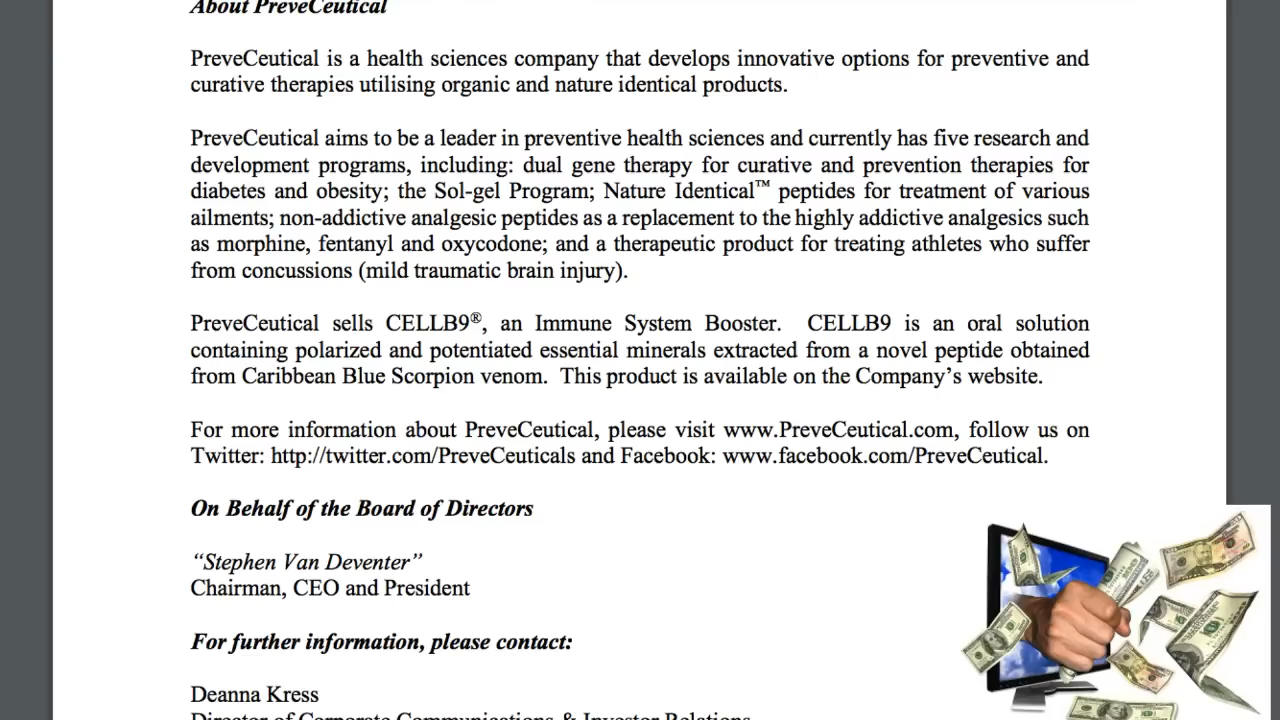 About PreveCeutical
PreveCeutical is a health sciences company that develops innovative options for preventive and
curative therapies utilising organic and nature identical products.
PreveCeutical aims to be a leader in preventive health sciences and currently has five research and
development programs, including: dual gene therapy for curative and prevention therapies for
diabetes and obesity; the Sol-gel Program; Nature Identical™ peptides for treatment of various
ailments; non-addictive analgesic peptides as a replacement to the highly addictive analgesics such
as morphine, fentanyl and oxycodone; and a therapeutic product for treating athletes who suffer
from concussions (mild traumatic brain injury).
PreveCeutical sells CELLB9®, an Immune System Booster. CELLB9 is an oral solution
containing polarized and potentiated essential minerals extracted from a novel peptide obtained
from Caribbean Blue Scorpion venom. This product is available on the Company’s website.
For more information about PreveCeutical, please visit www.PreveCeutical.com, follow us on
Twitter: http://twitter.com/PreveCeuticals and Facebook: www.facebook.com/PreveCeutical.
On Behalf of the Board of Directors
“Stephen Van Deventer”
Chairman, CEO and President
For further information, please contact:
Deanna Kress
Director of Corporate Communications & Investor Relations